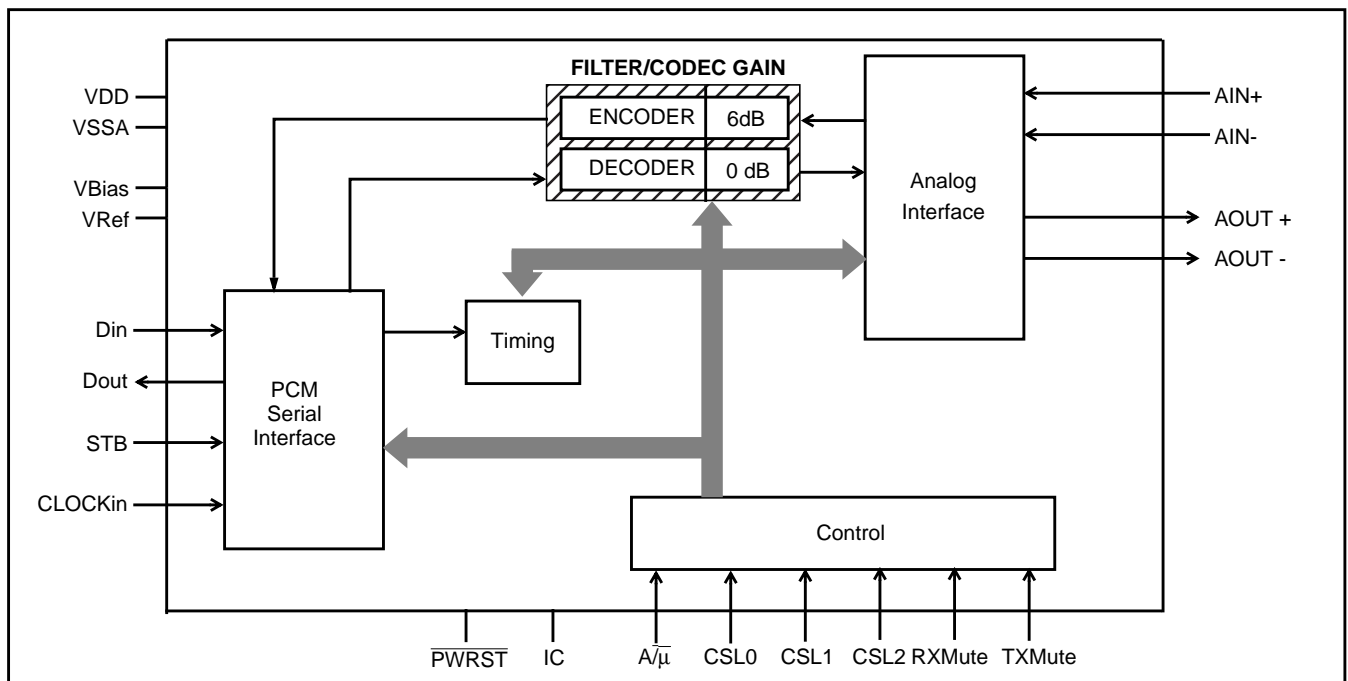 FILTER/CODEC GAIN
VDD
VSSA
VBias
VRef
ENCODER 6dB
DECODER 0 dB
Analog
Interface
AIN+
AIN-
AOUT +
AOUT -
Din
Dout
STB
CLOCKin
PCM
Serial
Interface
Timing
Control
PWRST IC A/μ CSL0 CSL1 CSL2 RXMute TXMute